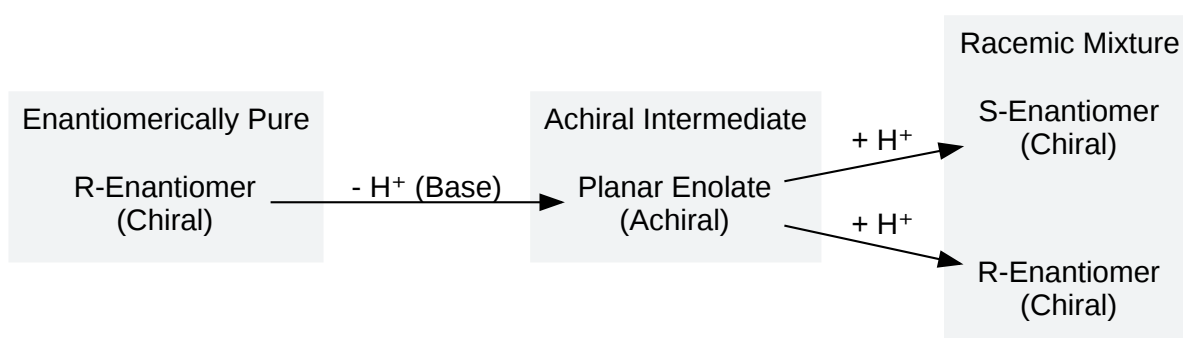 Enantiomerically Pure
R-Enantiomer
(Chiral)
- H⁺ (Base)
Achiral Intermediate
Planar Enolate
(Achiral)
+ H⁺
+ H⁺
Racemic Mixture
S-Enantiomer
(Chiral)
R-Enantiomer
(Chiral)